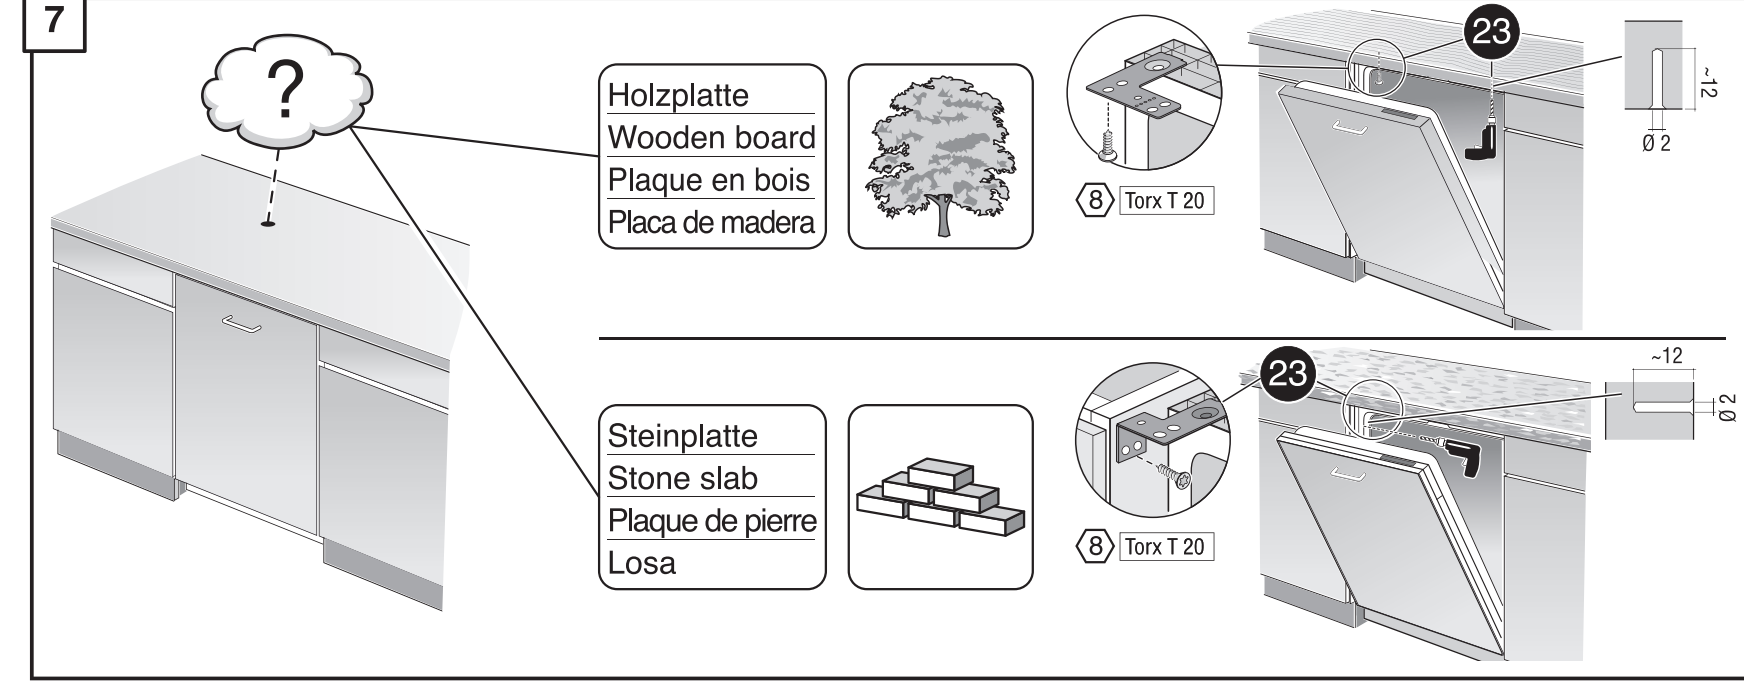 7
?
Holzplatte
Wooden board
Plaque en bois
Placa de madera
8 Torx T 20
23
~12
Ø 2
Steinplatte
Stone slab
Plaque de pierre
Losa
8 Torx T 20
23
~12
Ø 2